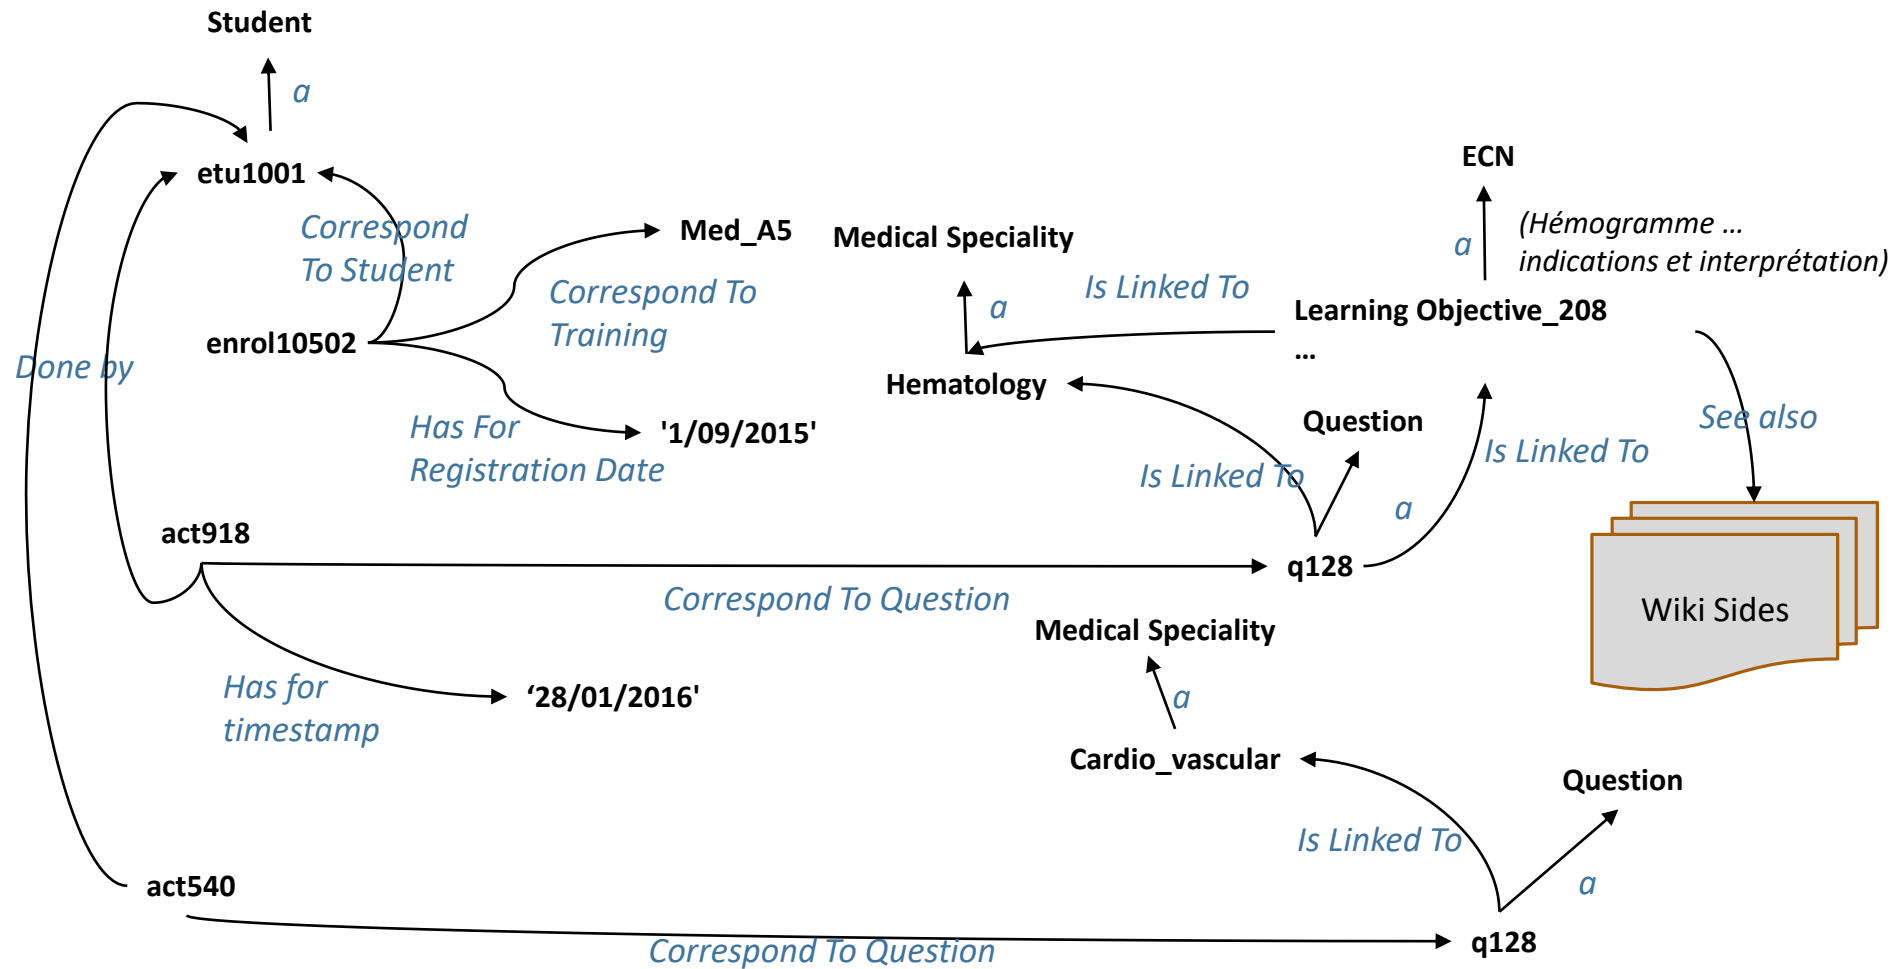 Student
a
etu1001
ECN
Correspond
To Student
Med_A5
Medical Speciality
a
(Hémogramme ...
indications et interprétation)
Correspond To
Training
a
Is Linked To
Learning Objective_208
...
enrol10502
Done by
Hematology
Has For
Registration Date
'1/09/2015'
Question
See also
Is Linked To
Is Linked To
a
act918
q128
Correspond To Question
Wiki Sides
Medical Speciality
Has for
timestamp
‘28/01/2016'
a
Cardio_vascular
Question
Is Linked To
a
act540
Correspond To Question
q128